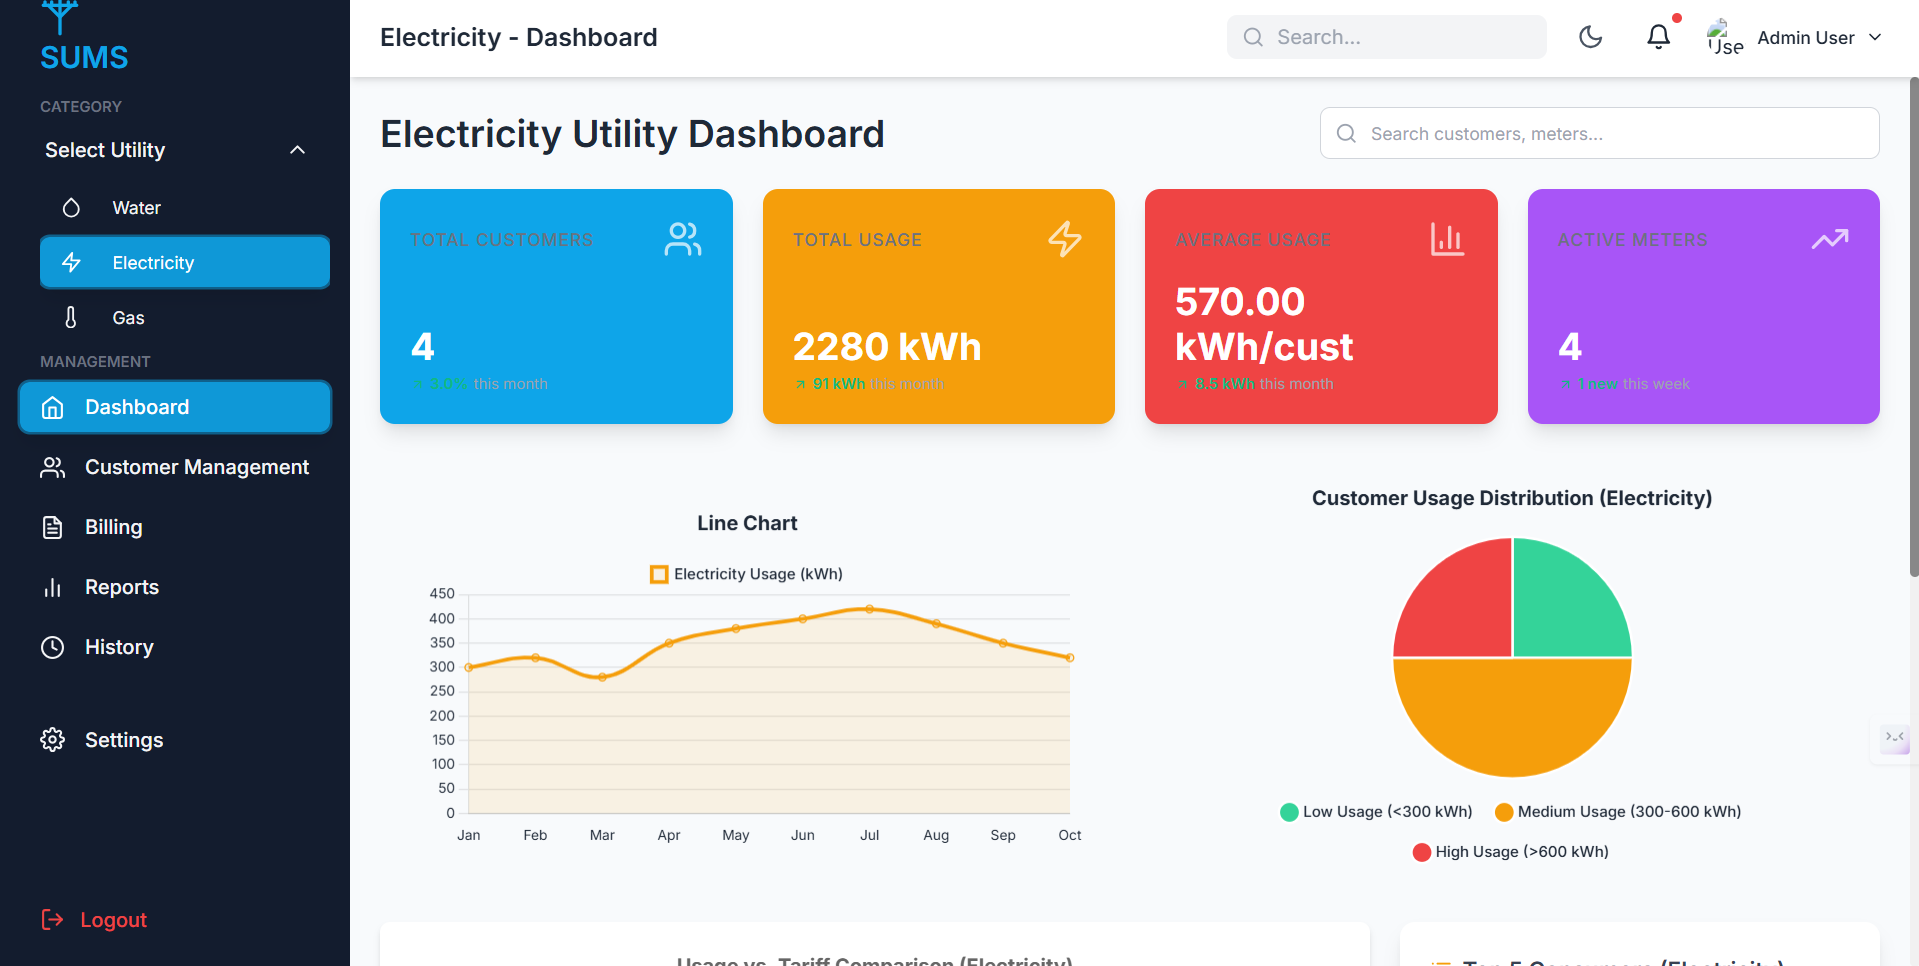 SUMS
CATEGORY
Select Utility
Water
Electricity
Gas
MANAGEMENT
Dashboard
Customer Management
Billing
Reports
History
Settings
Logout
Electricity - Dashboard
Search...
Use
Admin User
Electricity Utility Dashboard
Search customers, meters...
TOTAL CUSTOMERS
4
this month
TOTAL USAGE
2280 kWh
91 kWh this month
AVERAGE USAGE
570.00
kWh/cust
8.5 kWh this month
ACTIVE METERS
4
1 new this week
Line Chart
Electricity Usage (kWh)
450
400
350
300
250
200
150
100
50
0
Jan Feb Mar Apr May Jun Jul Aug Sep Oct
Customer Usage Distribution (Electricity)
Low Usage (<300 kWh) Medium Usage (300-600 kWh)
High Usage (>600 kWh)
Usage vs. Tariff Comparison (Electricity)
Top 5 Consumers (Electricity)